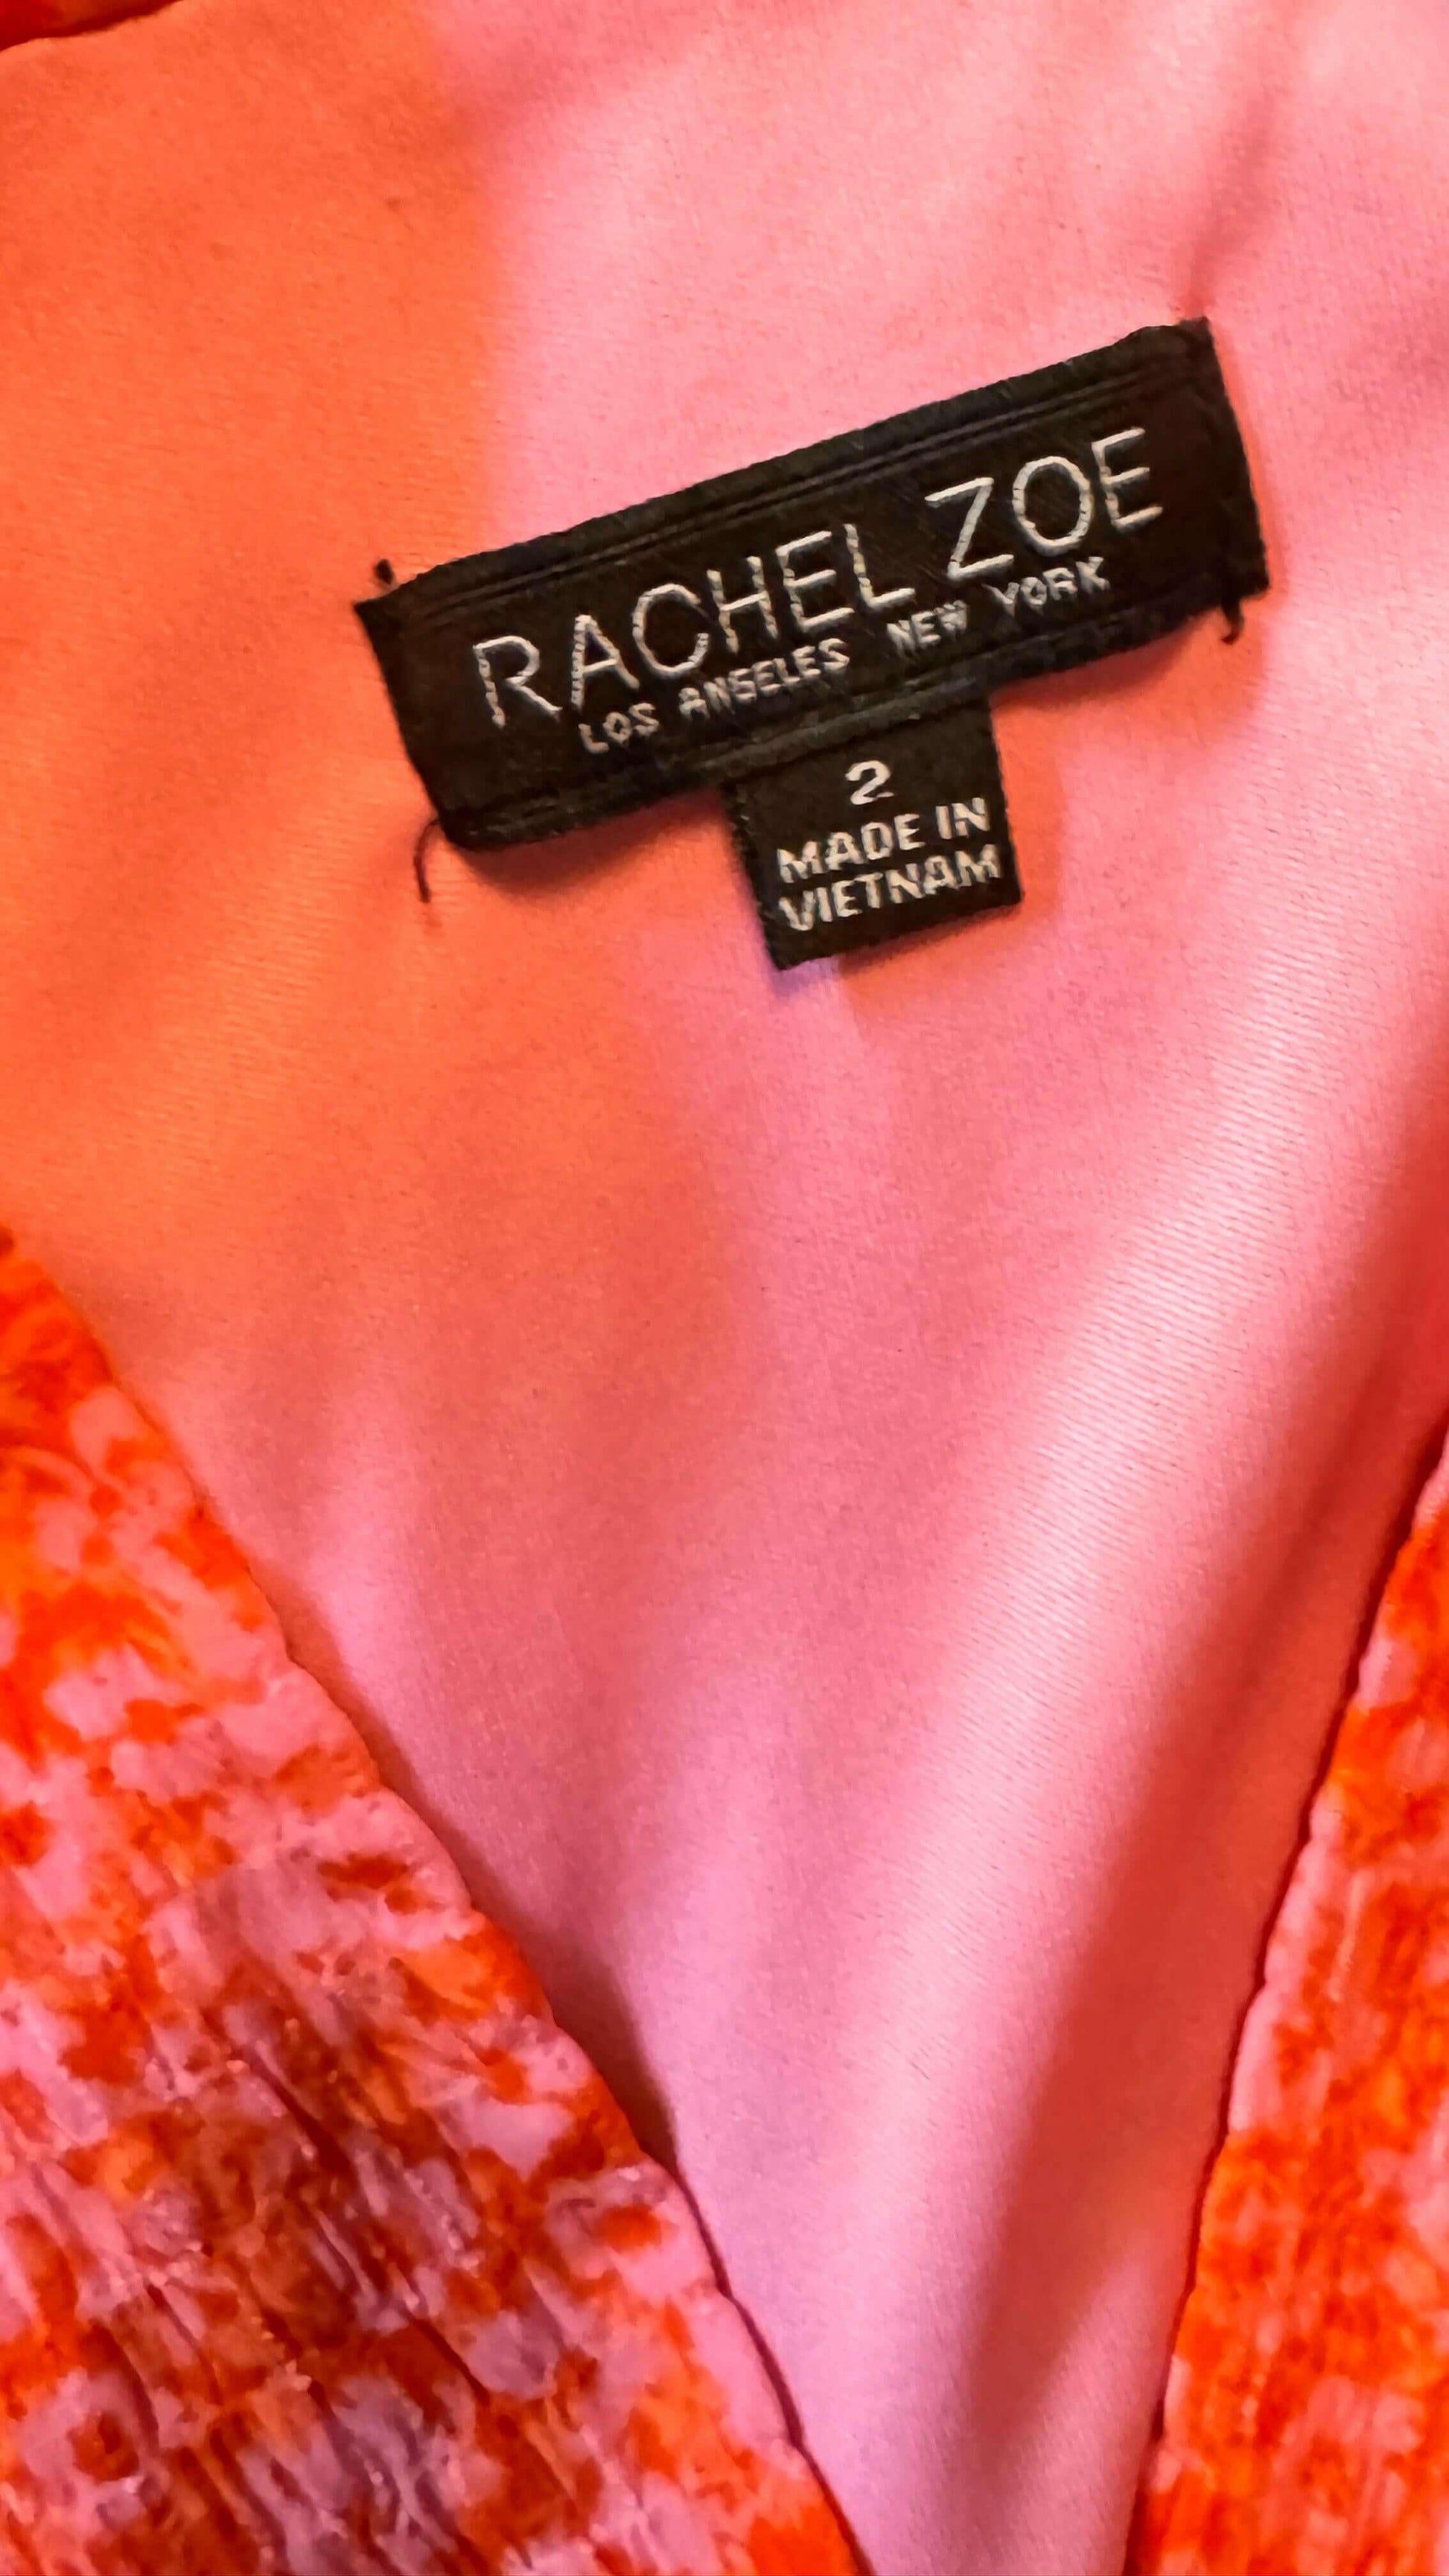 RACHEL ZOE
LOS ANGELES NEW YORK
2
MADE IN
VIETNAM